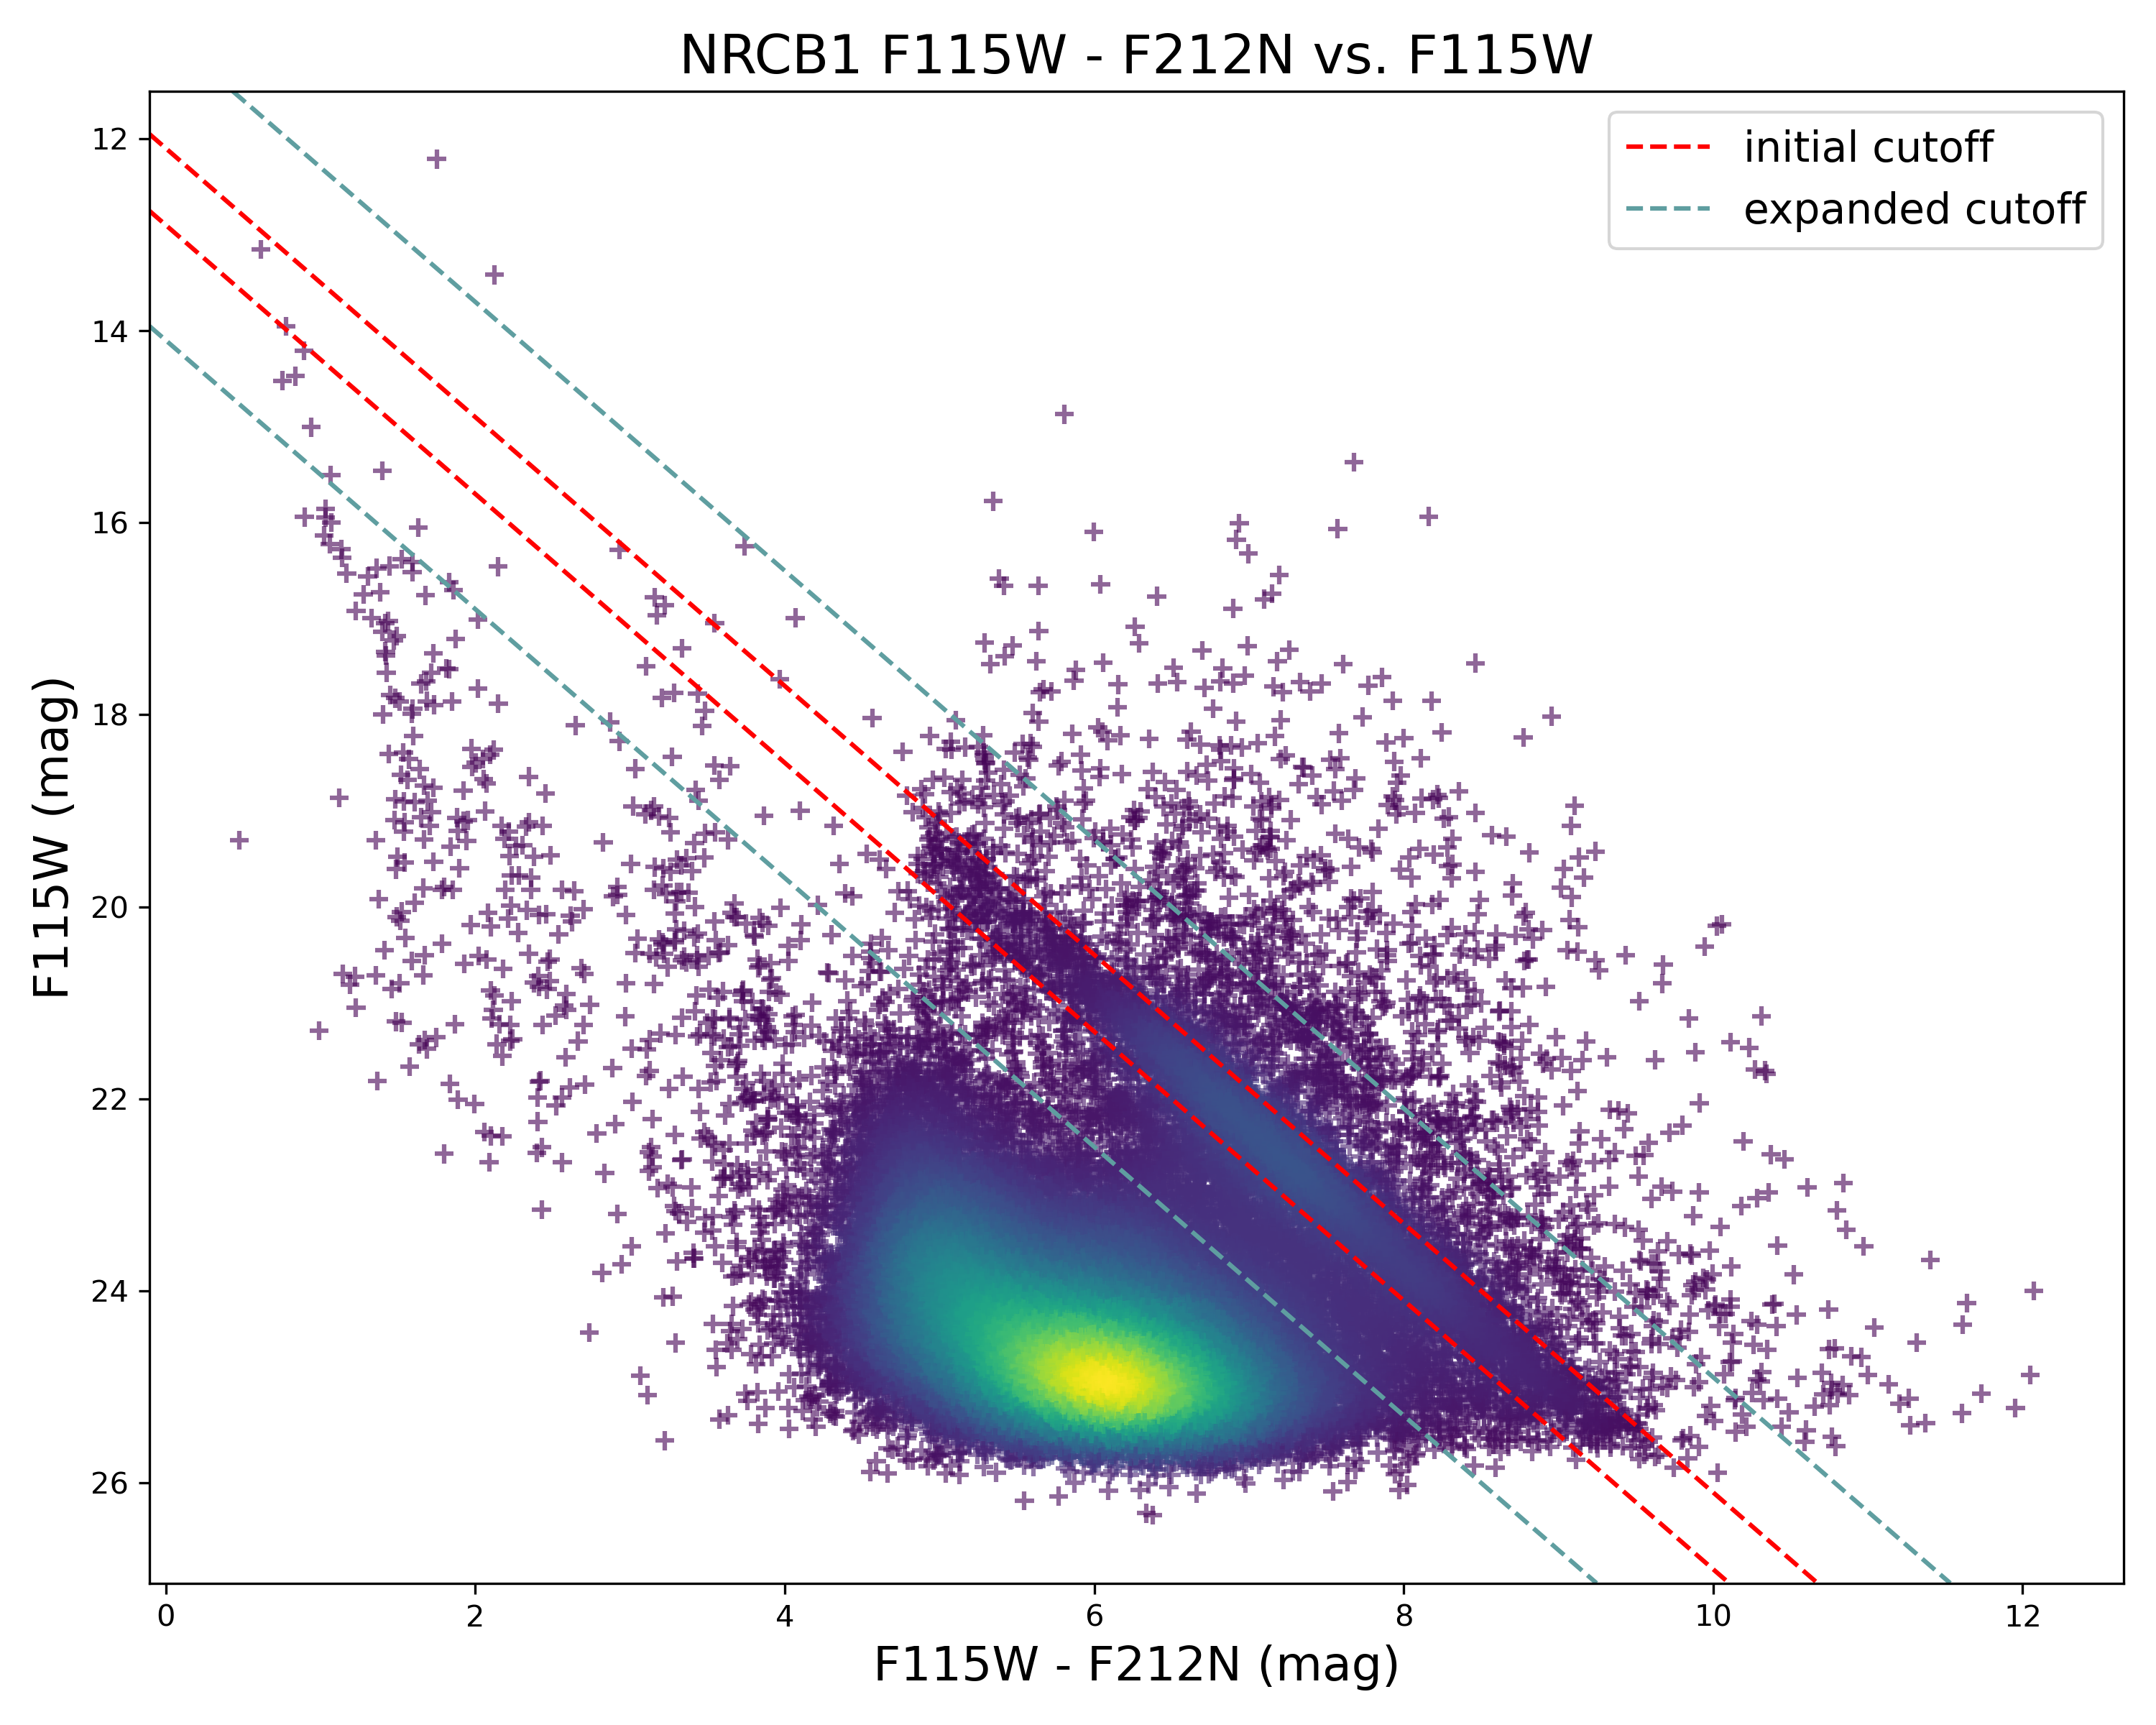 NRCB1 F115W - F212N vs. F115W
initial cutoff
expanded cutoff
F115W (mag)
12
14
16
18
20
22
24
26
0 2 4 6 8 10 12
F115W - F212N (mag)